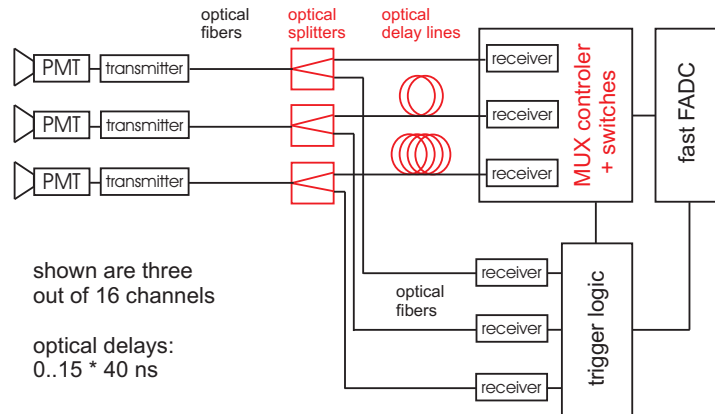 optical
fibers
optical
splitters
optical
delay lines
PMT
transmitter
receiver
PMT
transmitter
receiver
PMT
transmitter
receiver
MUX controler
+ switches
fast FADC
shown are three
out of 16 channels
optical delays:
0..15 * 40 ns
optical
fibers
receiver
receiver
receiver
trigger logic